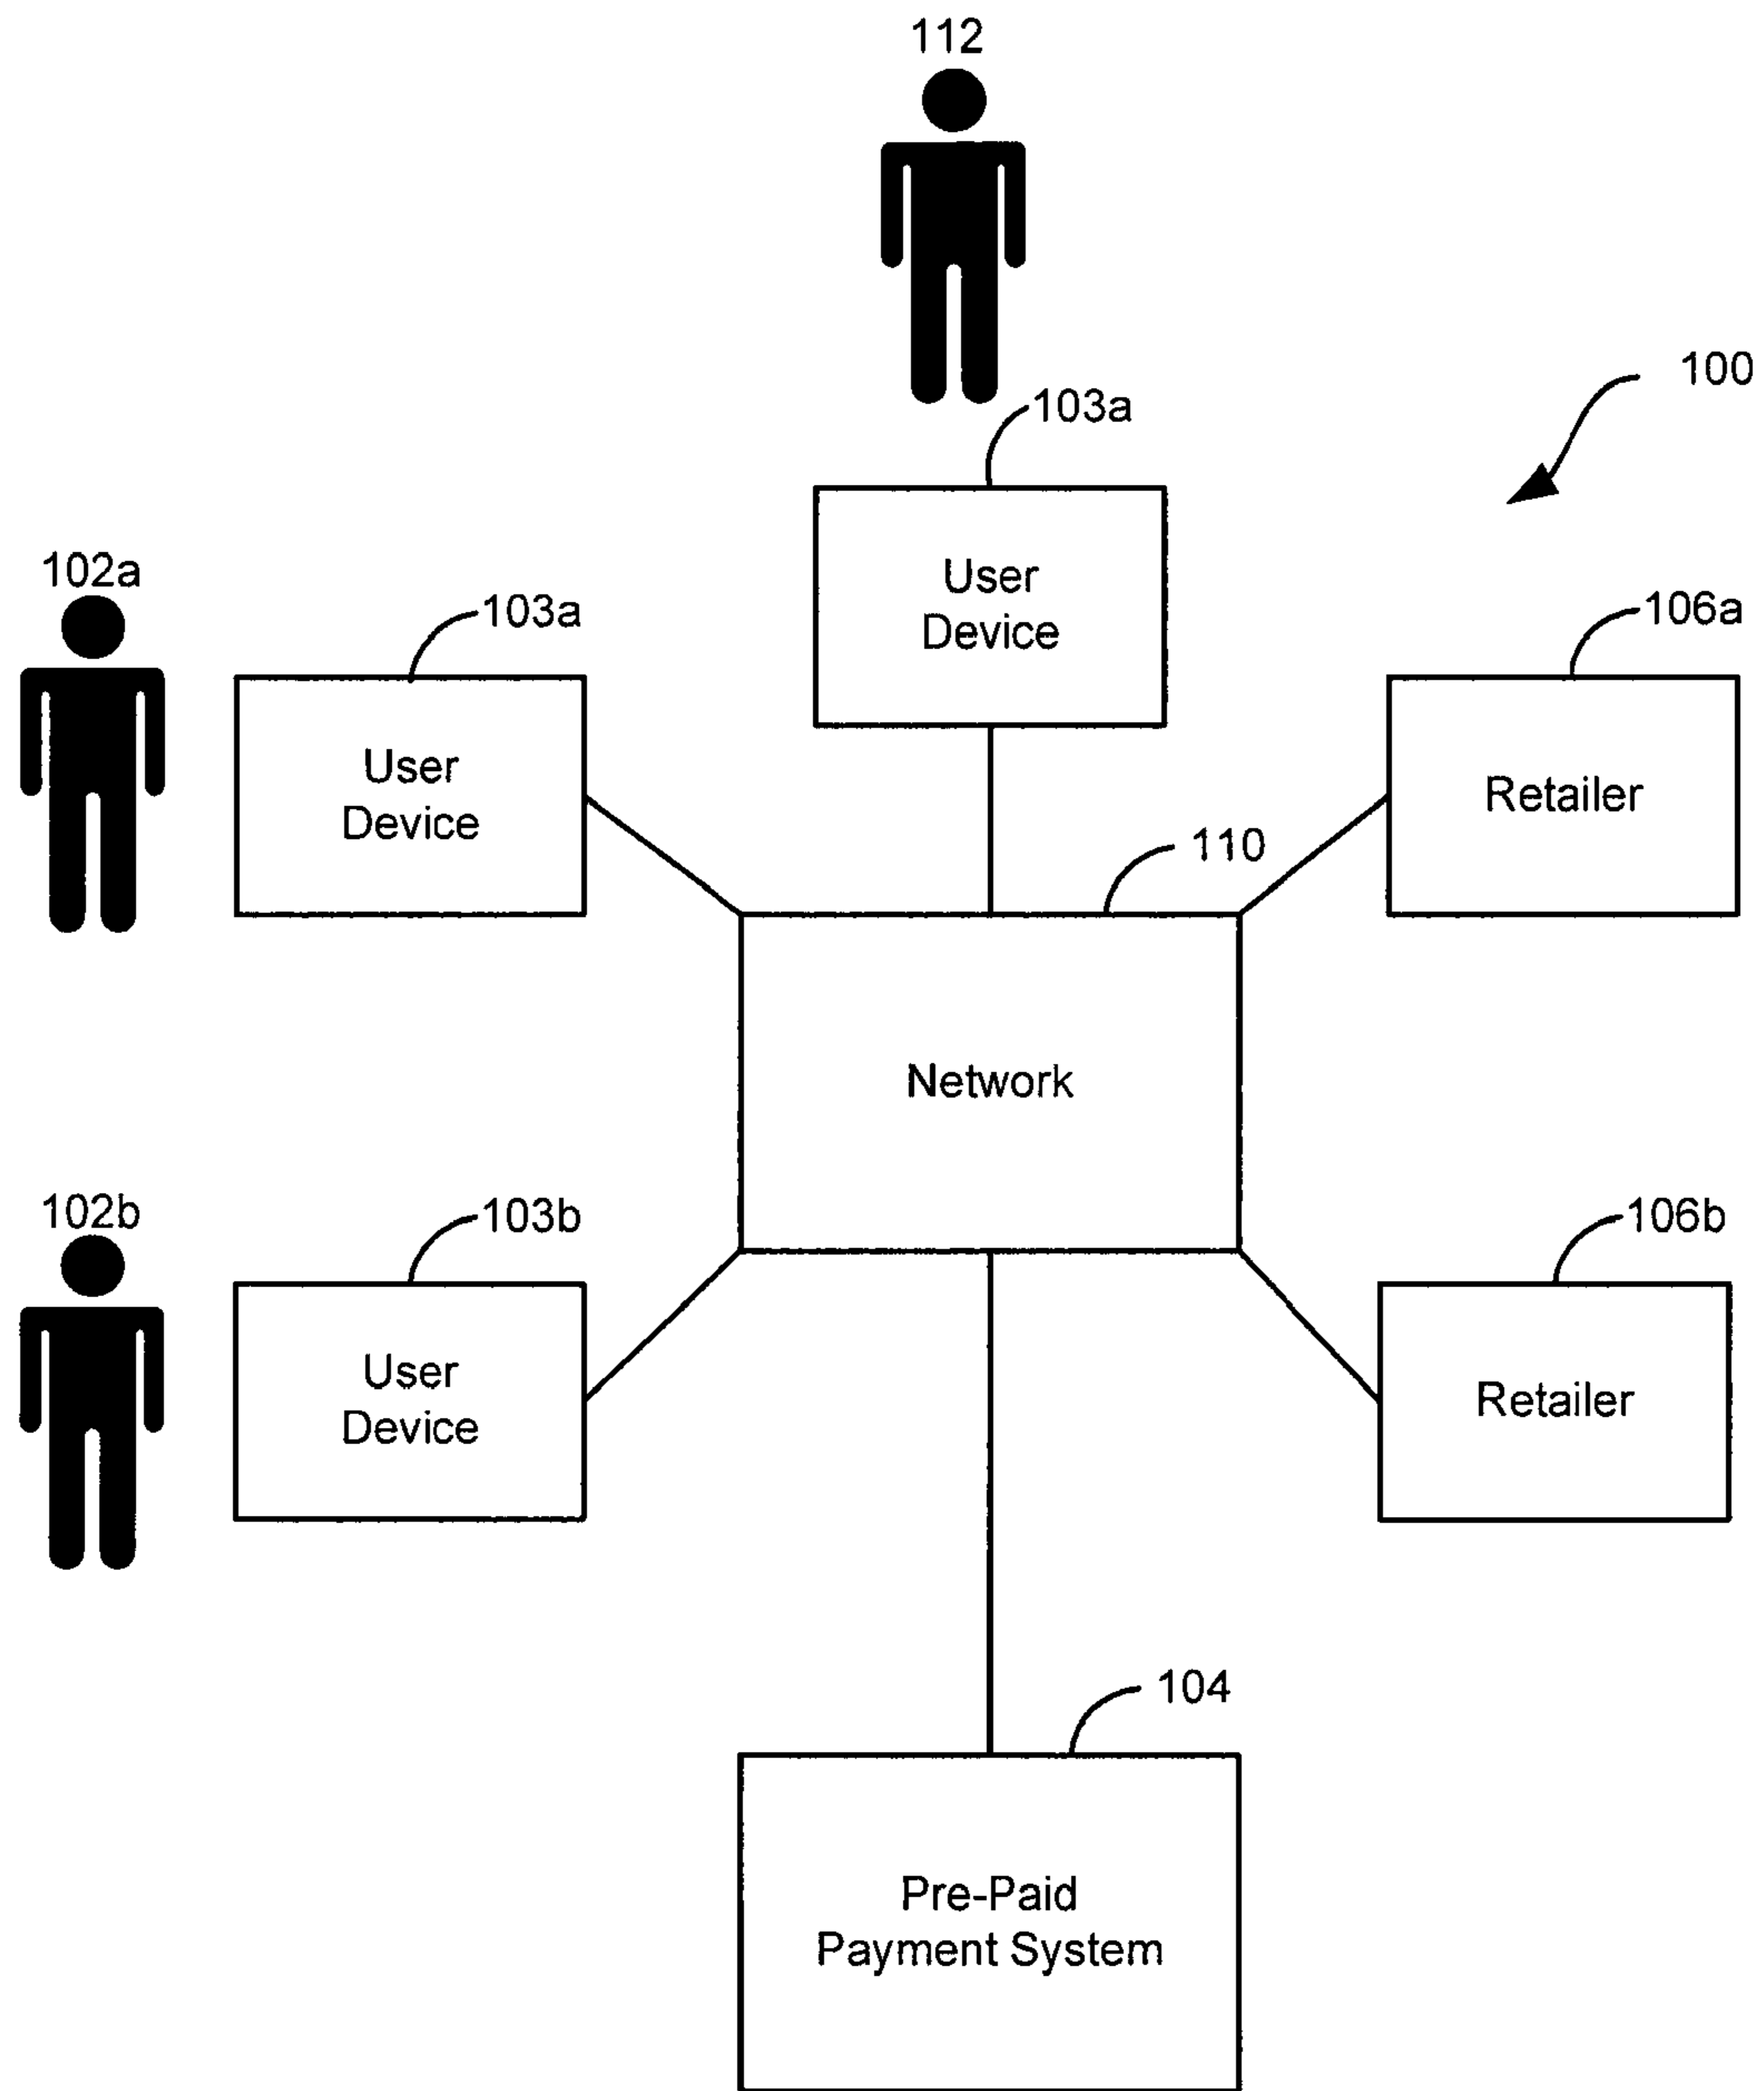 112
103a
100
User
Device
102a
103a
106a
User
Device
Retailer
110
Network
102b
103b
106b
User
Device
Retailer
104
Pre-Paid
Payment System